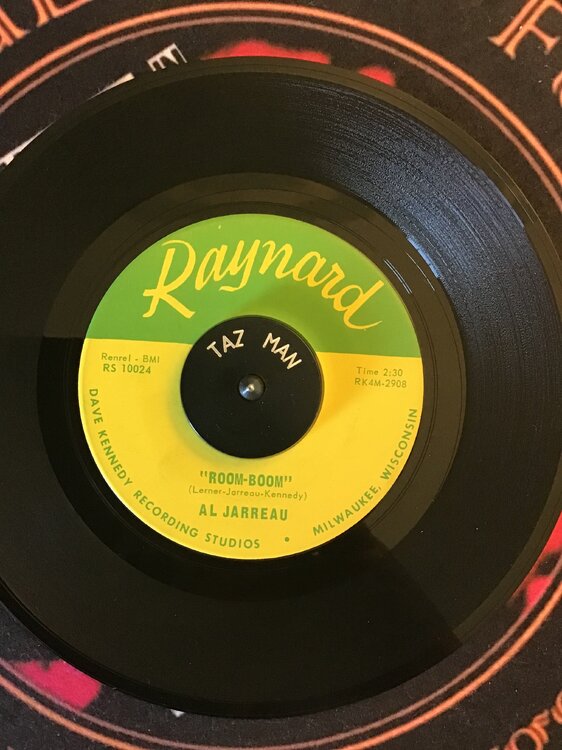 Raynard
TAZ MAN
Renrel - BMI
RS 10024
Time 2:30
RK4M-2908
"ROOM-BOOM"
(Lerner-Jarreau-Kennedy)
AL JARREAU
DAVE KENNEDY RECORDING STUDIOS • MILWAUKEE, WISCONSIN